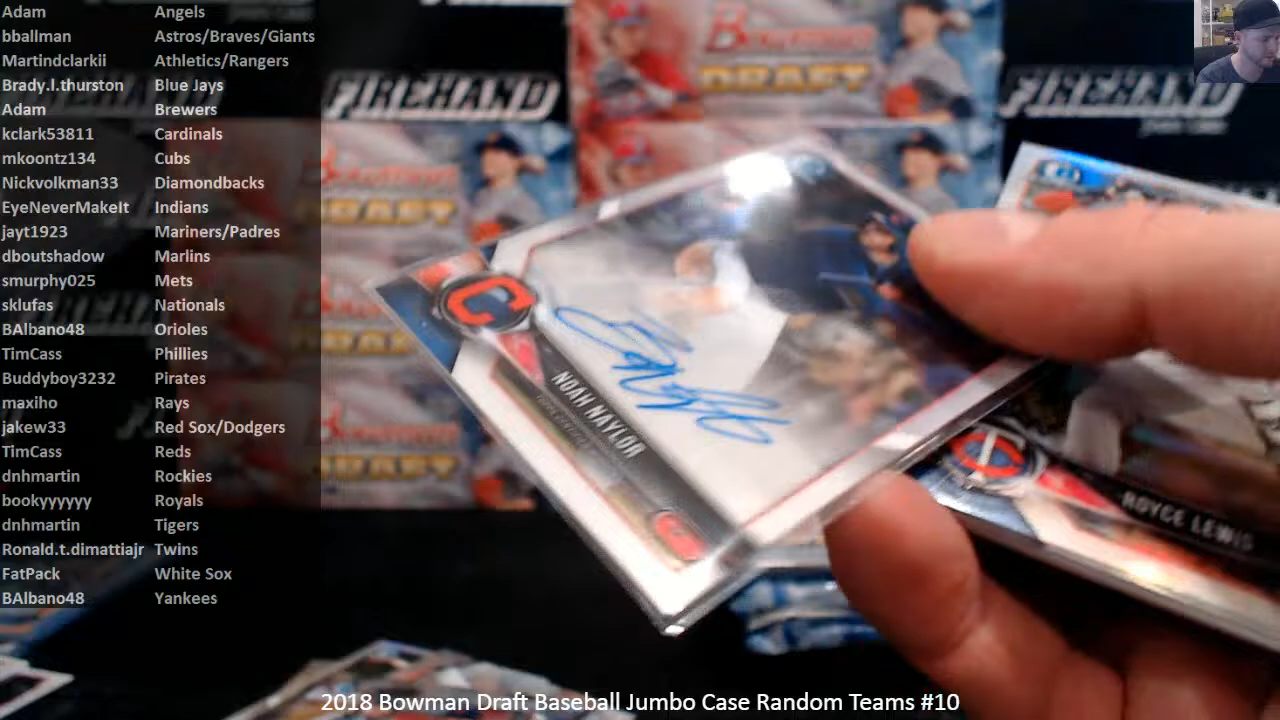 Adam Angels
bballman Astros/Braves/Giants
Martindclarkii Athletics/Rangers
Brady.l.thurston Blue Jays
Adam Brewers
kclark53811 Cardinals
mkoontz134 Cubs
Nickvolkman33 Diamondbacks
EyeNeverMakeIt Indians
jayt1923 Mariners/Padres
dboutshadow Marlins
smurphy025 Mets
sklufas Nationals
BAlbano48 Orioles
TimCass Phillies
Buddyboy3232 Pirates
maxiho Rays
jakew33 Red Sox/Dodgers
TimCass Reds
dnhmartin Rockies
bookyyyyyy Royals
dnhmartin Tigers
Ronald.t.dimattiajr Twins
FatPack White Sox
BAlbano48 Yankees
FIREHAND
FIREHAND
Bowman
DRAFT
Bowman
DRAFT
C
NOAH NAYLOR
ROYCE LEWIS
2018 Bowman Draft Baseball Jumbo Case Random Teams #10